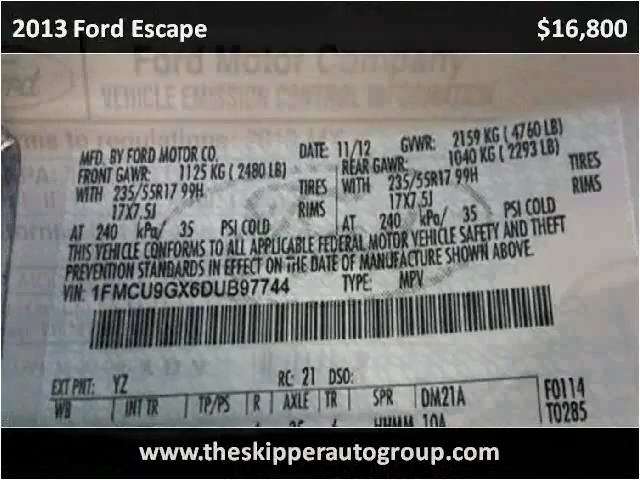 2013 Ford Escape $16,800
Ford Motor Company
VEHICLE EMISSION CONTROL INFORMATION
MFD. BY FORD MOTOR CO. DATE: 11/12 GVWR: 2159 KG ( 4760 LB)
FRONT GAWR: 1125 KG ( 2480 LB) REAR GAWR: 1040 KG ( 2293 LB)
WITH 235/55R17 99H TIRES WITH 235/55R17 99H TIRES
17X7.5J RIMS 17X7.5J RIMS
AT 240 kPa/ 35 PSI COLD AT 240 kPa/ 35 PSI COLD
THIS VEHICLE CONFORMS TO ALL APPLICABLE FEDERAL MOTOR VEHICLE SAFETY AND THEFT
PREVENTION STANDARDS IN EFFECT ON THE DATE OF MANUFACTURE SHOWN ABOVE.
VIN: 1FMCU9GX6DUB97744 TYPE: MPV
EXT PNT: YZ RC: 21 DSO:
WB INT TR TP/PS R AXLE TR SPR DM21A F0114
T0285
www.theskipperautogroup.com